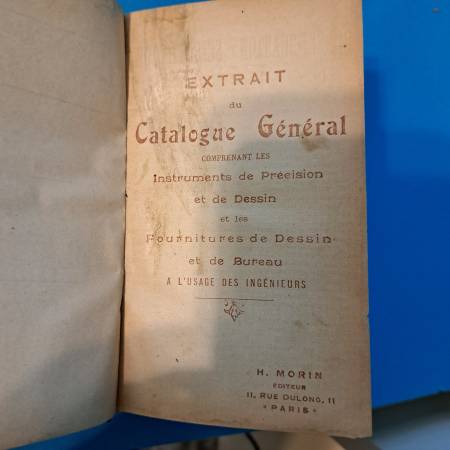 EXTRAIT
du
Catalogue Général
COMPRENANT LES
Instruments de Précision
et de Dessin
et les
Fournitures de Dessin
et de Bureau
A L'USAGE DES INGÉNIEURS
H. MORIN
ÉDITEUR
11, RUE DULONG, 11
PARIS